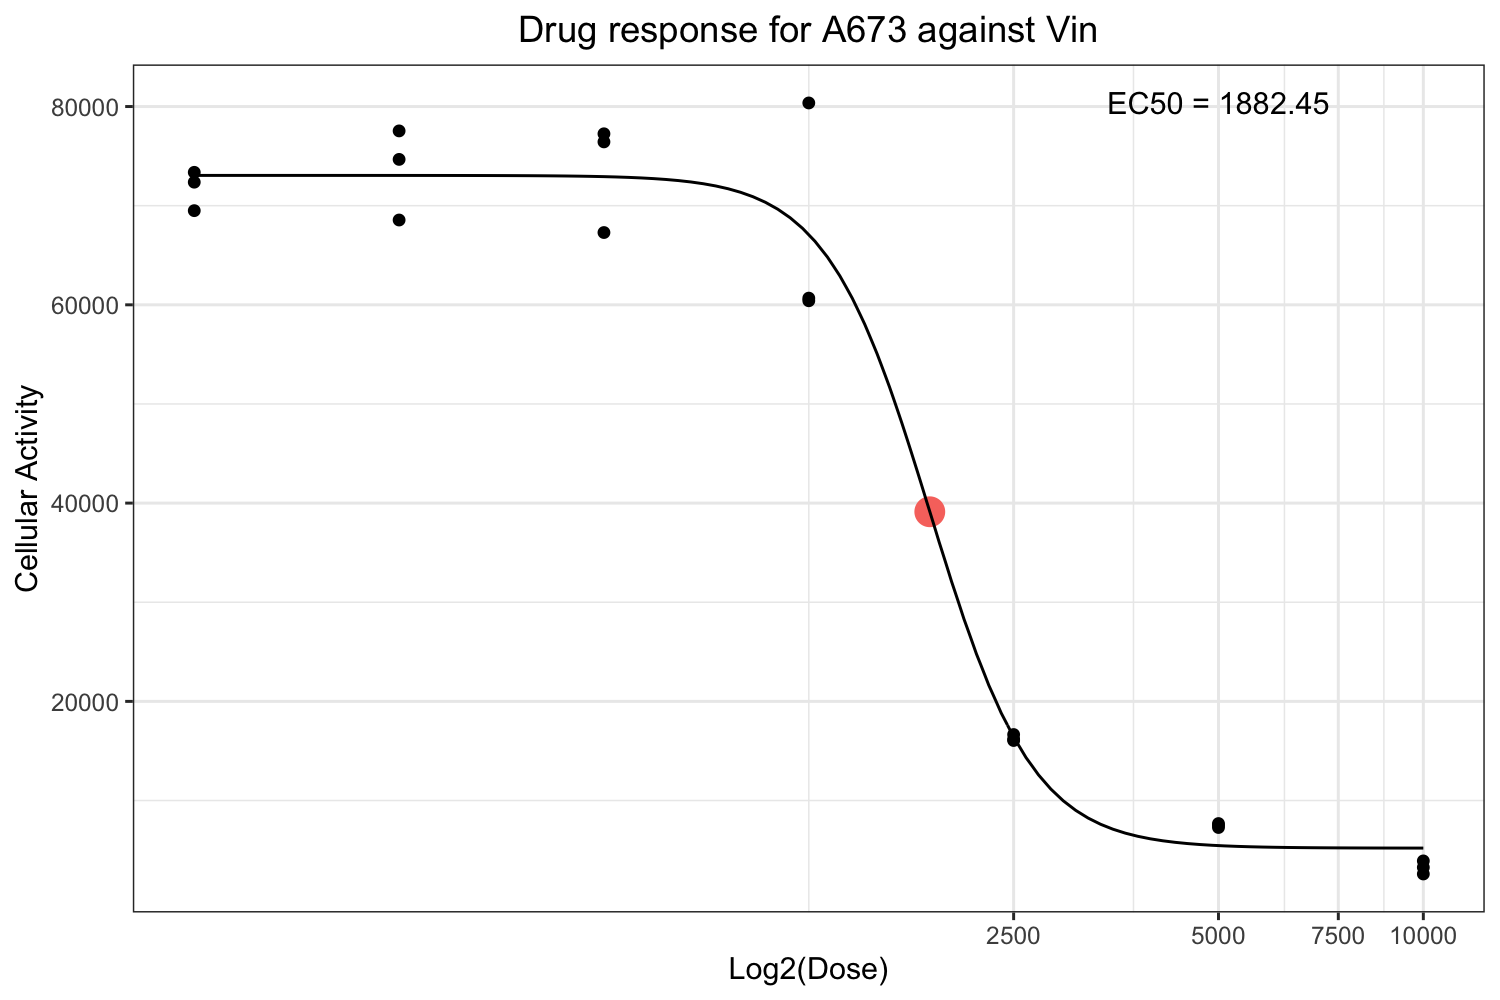 Drug response for A673 against Vin
EC50 = 1882.45
80000
60000
40000
20000
Cellular Activity
2500 5000 7500 10000
Log2(Dose)